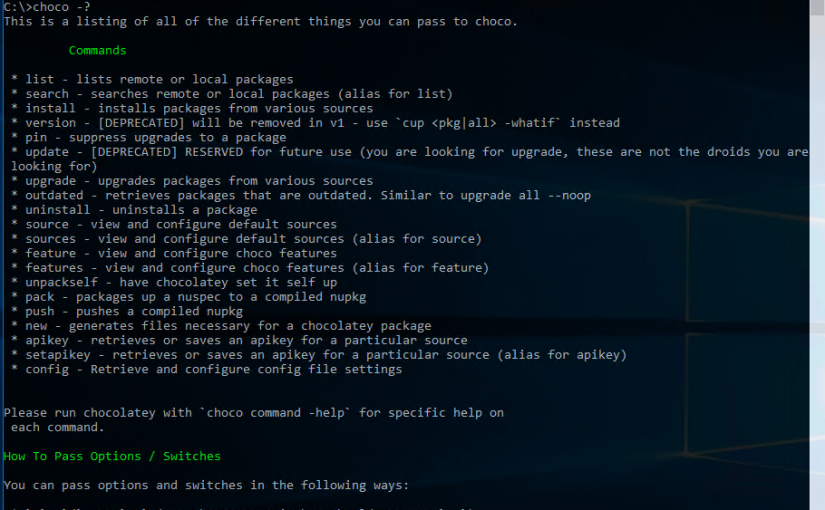 C:\>choco -?
This is a listing of all of the different things you can pass to choco.
Commands
* list - lists remote or local packages
* search - searches remote or local packages (alias for list)
* install - installs packages from various sources
* version - [DEPRECATED] will be removed in v1 - use `cup <pkg|all> -whatif` instead
* pin - suppress upgrades to a package
* update - [DEPRECATED] RESERVED for future use (you are looking for upgrade, these are not the droids you are
looking for)
* upgrade - upgrades packages from various sources
* outdated - retrieves packages that are outdated. Similar to upgrade all --noop
* uninstall - uninstalls a package
* source - view and configure default sources
* sources - view and configure default sources (alias for source)
* feature - view and configure choco features
* features - view and configure choco features (alias for feature)
* unpackself - have chocolatey set it self up
* pack - packages up a nuspec to a compiled nupkg
* push - pushes a compiled nupkg
* new - generates files necessary for a chocolatey package
* apikey - retrieves or saves an apikey for a particular source
* setapikey - retrieves or saves an apikey for a particular source (alias for apikey)
* config - Retrieve and configure config file settings
Please run chocolatey with `choco command -help` for specific help on
each command.
How To Pass Options / Switches
You can pass options and switches in the following ways: